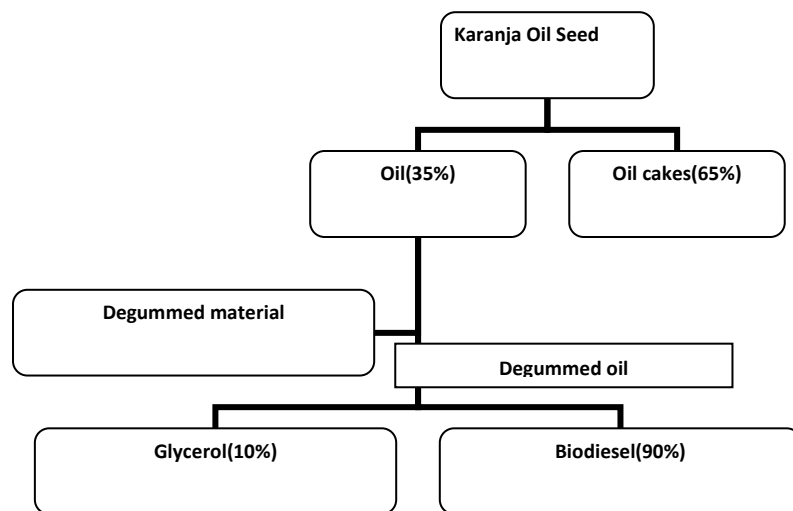 Karanja Oil Seed
Oil(35%)
Oil cakes(65%)
Degummed material
Degummed oil
Glycerol(10%)
Biodiesel(90%)